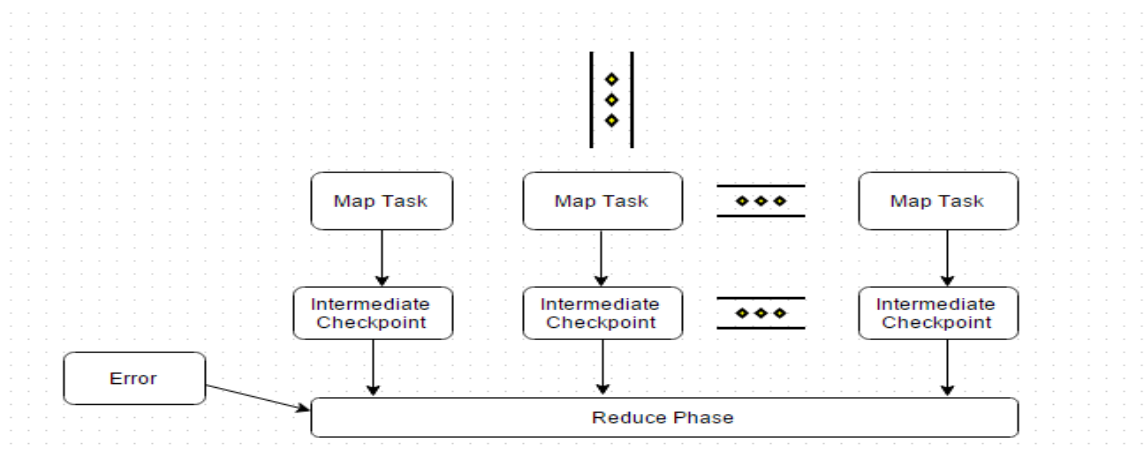 Map Task
Map Task
Map Task
Intermediate
Checkpoint
Intermediate
Checkpoint
Intermediate
Checkpoint
Error
Reduce Phase